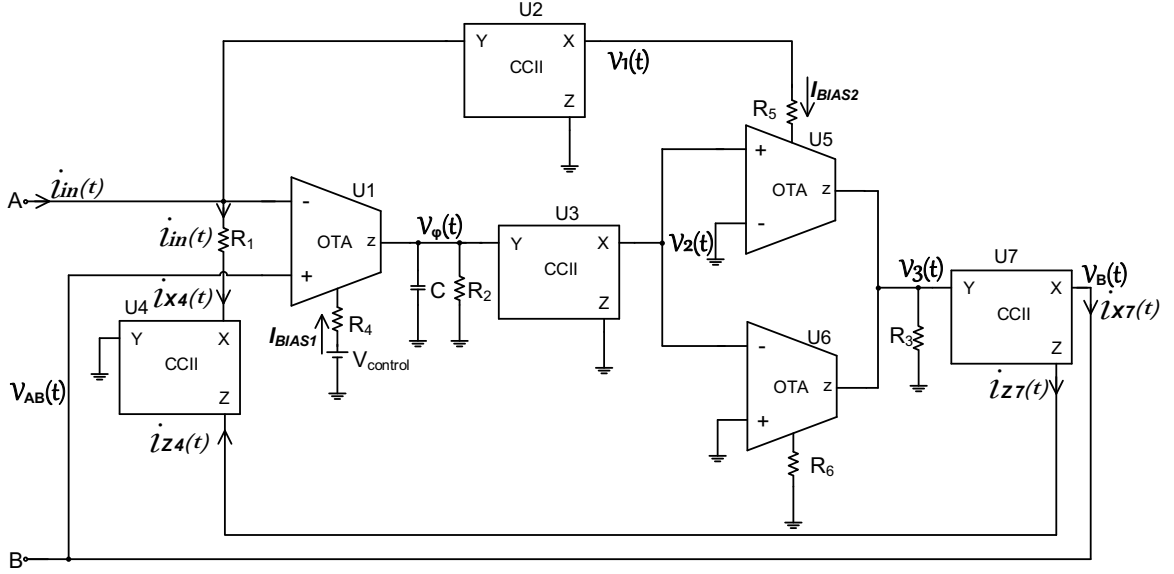 U2
Y X
CCII
Z
V1(t)
IBIAS2
R5
U5
+
OTA z
-
A
iin(t)
U1
-
OTA z
+
iin(t) R1
Vφ(t)
C R2
U3
Y X
CCII
Z
V2(t)
V3(t)
U7
Y X
CCII
Z
VB(t)
iX7(t)
iX4(t)
U4
Y X
CCII
Z
IBIAS1
R4
Vcontrol
U6
-
OTA z
+
R3
R6
VAB(t)
iZ4(t)
iZ7(t)
B